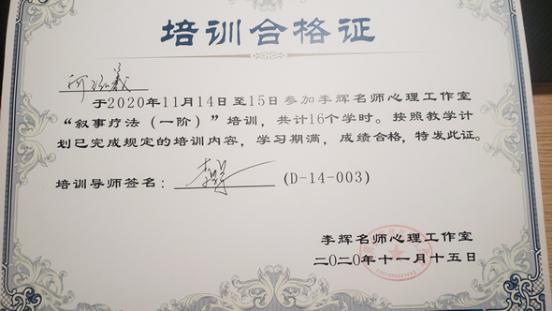 培训合格证
于2020年11月14日至15日参加李辉名师心理工作室
“叙事疗法（一阶）”培训，共计16个学时。按照教学计
划已完成规定的培训内容，学习期满，成绩合格，特发此证。
培训导师签名：李辉(D-14-003)
李辉名师心理工作室
二〇二〇年十一月十五日